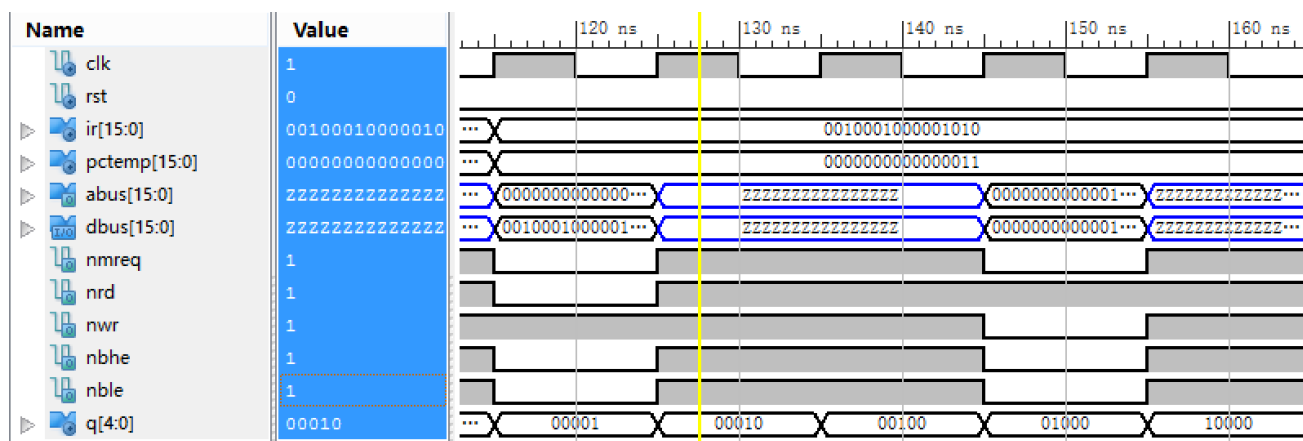 Name Value 120 ns 130 ns 140 ns 150 ns 160 ns
clk 1
rst 0
ir[15:0] 00100010000010 ··· 0010001000001010
pctemp[15:0] 00000000000000 ··· 0000000000000011
abus[15:0] ZZZZZZZZZZZZZZ ··· 0000000000000··· ZZZZZZZZZZZZZZZZ 0000000000001··· ZZZZZZZZZZZZZ···
dbus[15:0] ZZZZZZZZZZZZZZ ··· 0010001000001··· ZZZZZZZZZZZZZZZZ 0000000000001··· ZZZZZZZZZZZZZ···
nmreq 1
nrd 1
nwr 1
nbhe 1
nble 1
q[4:0] 00010 ··· 00001 00010 00100 01000 10000